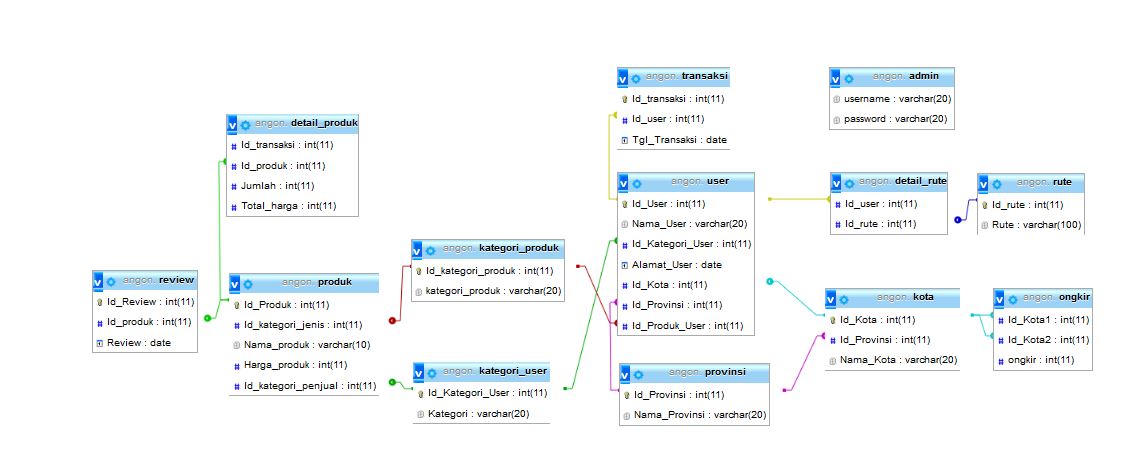 angon. transaksi
Id_transaksi : int(11)
Id_user : int(11)
Tgl_Transaksi : date
angon. admin
username : varchar(20)
password : varchar(20)
angon. detail_produk
Id_transaksi : int(11)
Id_produk : int(11)
Jumlah : int(11)
Total_harga : int(11)
angon. user
Id_User : int(11)
Nama_User : varchar(20)
Id_Kategori_User : int(11)
Alamat_User : date
Id_Kota : int(11)
Id_Provinsi : int(11)
Id_Produk_User : int(11)
angon. detail_rute
Id_user : int(11)
Id_rute : int(11)
angon. rute
Id_rute : int(11)
Rute : varchar(100)
angon. kategori_produk
Id_kategori_produk : int(11)
kategori_produk : varchar(20)
angon. review
Id_Review : int(11)
Id_produk : int(11)
Review : date
angon. produk
Id_Produk : int(11)
Id_kategori_jenis : int(11)
Nama_produk : varchar(10)
Harga_produk : int(11)
Id_kategori_penjual : int(11)
angon. kota
Id_Kota : int(11)
Id_Provinsi : int(11)
Nama_Kota : varchar(20)
angon. ongkir
Id_Kota1 : int(11)
Id_Kota2 : int(11)
ongkir : int(11)
angon. kategori_user
Id_Kategori_User : int(11)
Kategori : varchar(20)
angon. provinsi
Id_Provinsi : int(11)
Nama_Provinsi : varchar(20)